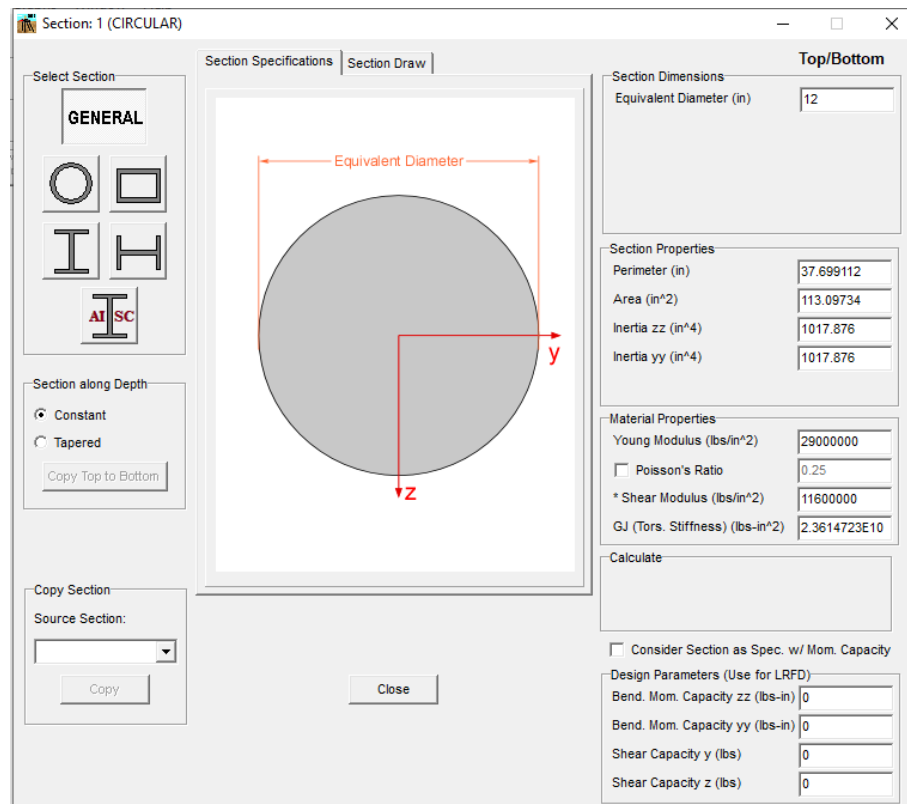 Section: 1 (CIRCULAR)
Select Section
GENERAL
AISC
Section along Depth
Constant
Tapered
Copy Top to Bottom
Copy Section
Source Section:
Copy
Section Specifications
Section Draw
Equivalent Diameter
y
z
Close
Top/Bottom
Section Dimensions
Equivalent Diameter (in) 12
Section Properties
Perimeter (in) 37.699112
Area (in^2) 113.09734
Inertia zz (in^4) 1017.876
Inertia yy (in^4) 1017.876
Material Properties
Young Modulus (lbs/in^2) 29000000
Poisson's Ratio 0.25
* Shear Modulus (lbs/in^2) 11600000
GJ (Tors. Stiffness) (lbs-in^2) 2.3614723E10
Calculate
Consider Section as Spec. w/ Mom. Capacity
Design Parameters (Use for LRFD)
Bend. Mom. Capacity zz (lbs-in) 0
Bend. Mom. Capacity yy (lbs-in) 0
Shear Capacity y (lbs) 0
Shear Capacity z (lbs) 0